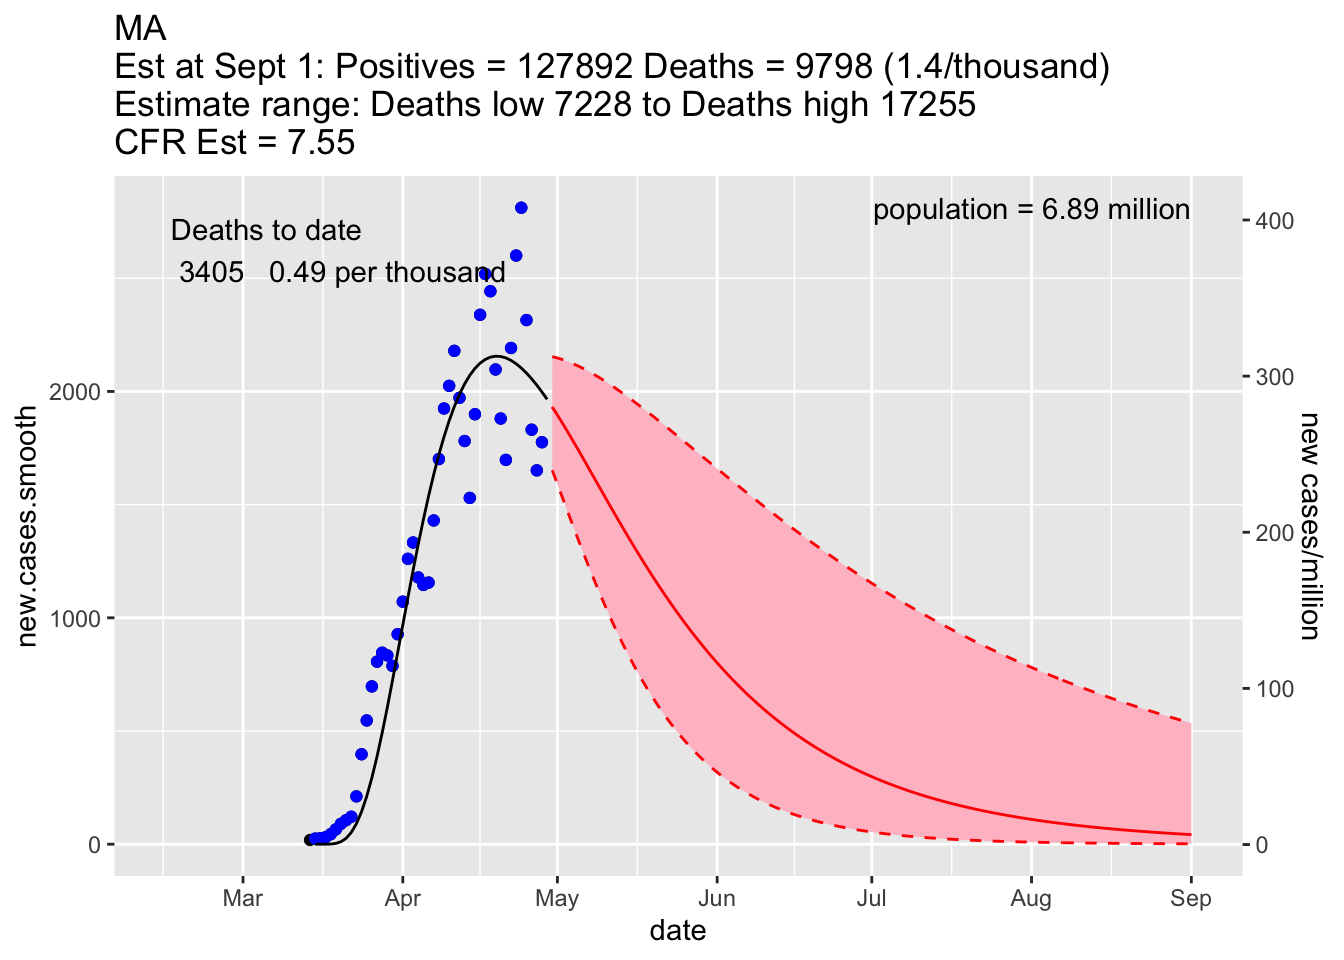 MA
Est at Sept 1: Positives = 127892 Deaths = 9798 (1.4/thousand)
Estimate range: Deaths low 7228 to Deaths high 17255
CFR Est = 7.55
population = 6.89 million
Deaths to date
3405 0.49 per thousand
new.cases.smooth
2000
1000
0
400
300
200
100
0
new cases/million
Mar Apr May Jun Jul Aug Sep
date